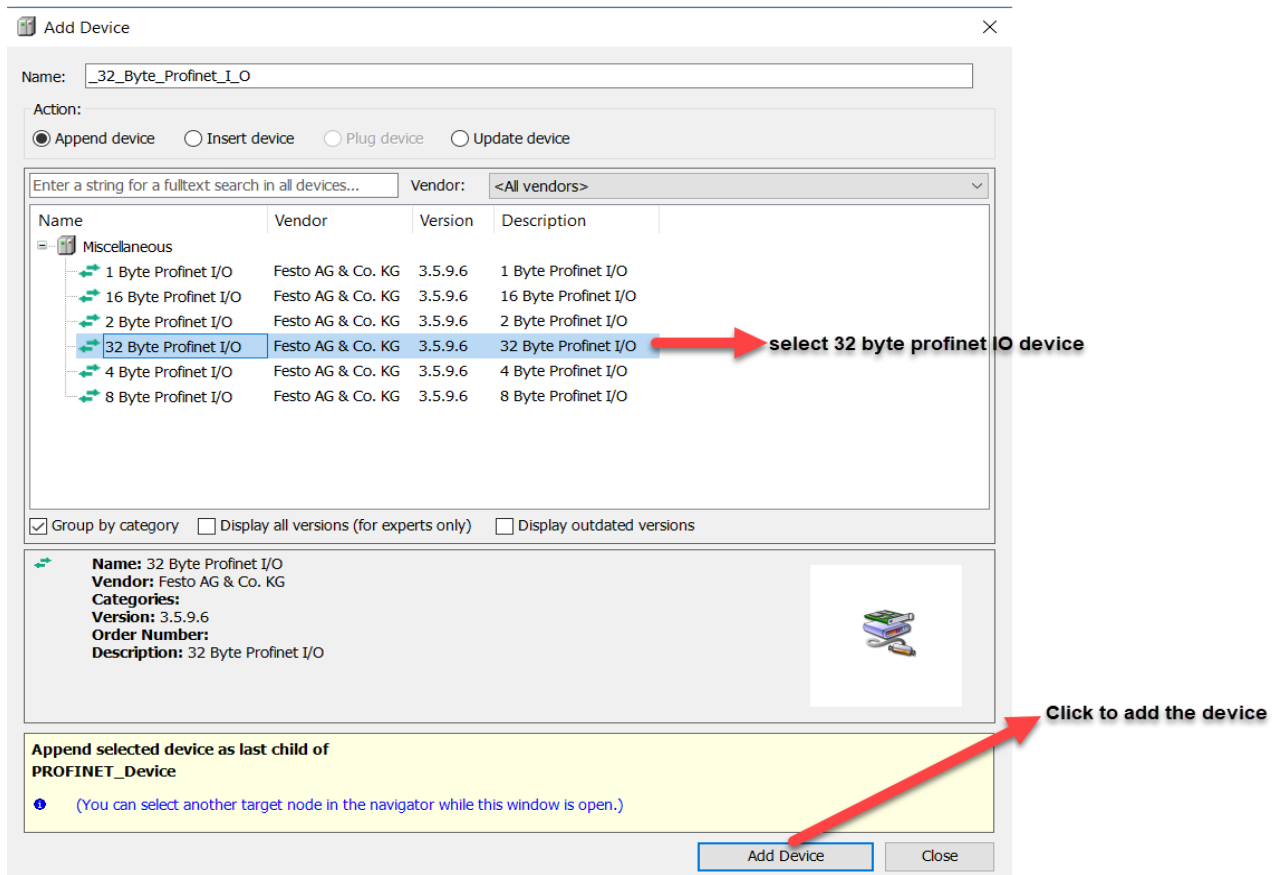 Add Device
Name: _32_Byte_Profinet_I_O
Action:
Append device Insert device Plug device Update device
Enter a string for a fulltext search in all devices... Vendor: <All vendors>
Name Vendor Version Description
Miscellaneous
1 Byte Profinet I/O Festo AG & Co. KG 3.5.9.6 1 Byte Profinet I/O
16 Byte Profinet I/O Festo AG & Co. KG 3.5.9.6 16 Byte Profinet I/O
2 Byte Profinet I/O Festo AG & Co. KG 3.5.9.6 2 Byte Profinet I/O
32 Byte Profinet I/O Festo AG & Co. KG 3.5.9.6 32 Byte Profinet I/O select 32 byte profinet IO device
4 Byte Profinet I/O Festo AG & Co. KG 3.5.9.6 4 Byte Profinet I/O
8 Byte Profinet I/O Festo AG & Co. KG 3.5.9.6 8 Byte Profinet I/O
Group by category Display all versions (for experts only) Display outdated versions
Name: 32 Byte Profinet I/O
Vendor: Festo AG & Co. KG
Categories:
Version: 3.5.9.6
Order Number:
Description: 32 Byte Profinet I/O
Click to add the device
Append selected device as last child of
PROFINET_Device
(You can select another target node in the navigator while this window is open.)
Add Device Close